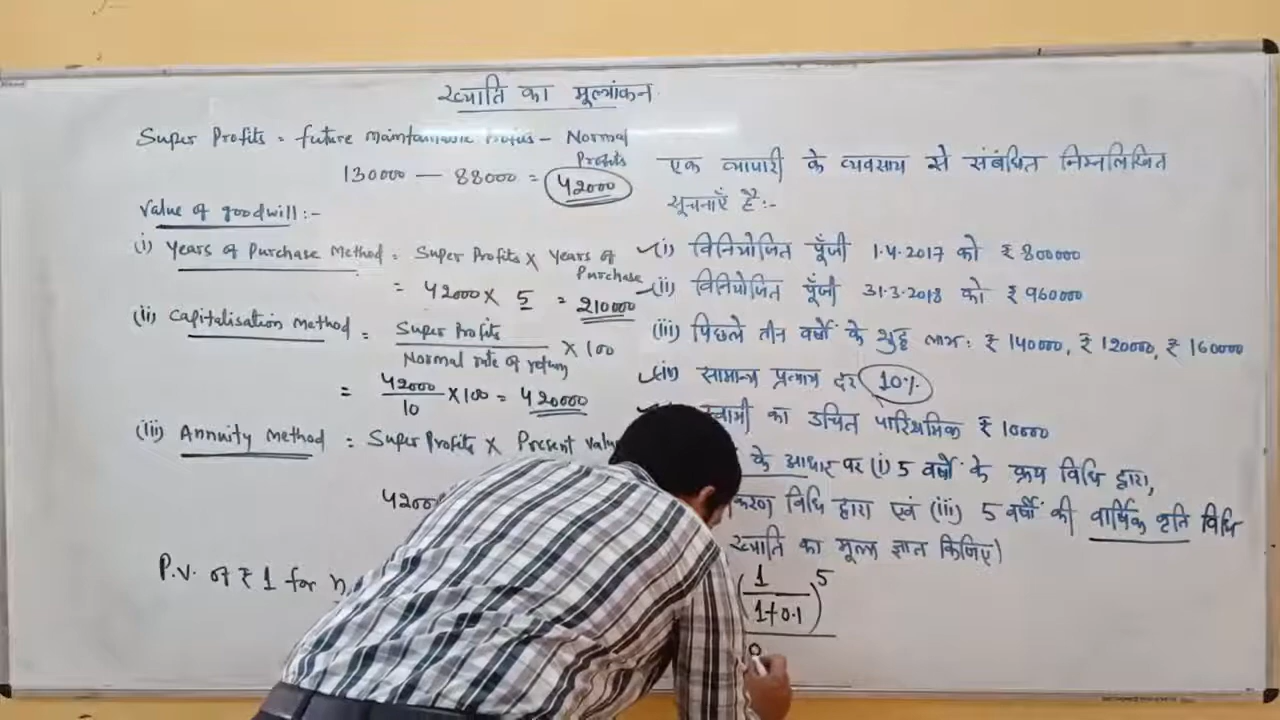 ख्याति का मूल्यांकन
Super Profits = future maintainable Profits - Normal Profits
130000 — 88000 = 42000
Value of goodwill:-
(i) Years of Purchase Method = Super Profits X Years of Purchase
= 42000 X 5 = 210000
(ii) Capitalisation Method = Super Profits / Normal rate of return X 100
= 42000 / 10 X 100 = 420000
(iii) Annuity Method = Super Profits X Present Valu
4200
P.V. of ₹ 1 for n
एक व्यापारी के व्यवसाय से संबंधित निम्नलिखित
सूचनाएँ है:-
(i) विनियोजित पूँजी 1.4.2017 को ₹ 800000
(ii) विनियोजित पूँजी 31.3.2018 को ₹ 960000
(iii) पिछले तीन वर्षों के शुद्ध लाभ: ₹ 140000, ₹ 120000, ₹ 160000
(iv) सामान्य प्रत्याय दर 10%
स्वामी का उचित पारिश्रमिक ₹ 10000
के आधार पर (i) 5 वर्षों के क्रय विधि द्वारा,
करण विधि द्वारा एवं (iii) 5 वर्षों की वार्षिक वृत्ति विधि
ख्याति का मूल्य ज्ञात किजिए)
(1 / 1+0.1)5
0